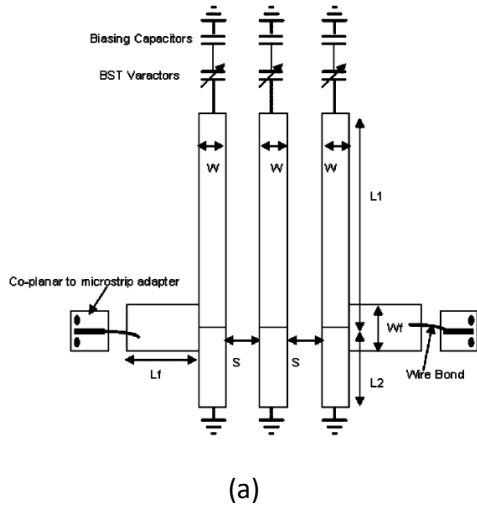 Biasing Capacitors
BST Varactors
W W W
L1
Co-planar to microstrip adapter
Wf
S S
Lf
L2
Wire Bond
(a)